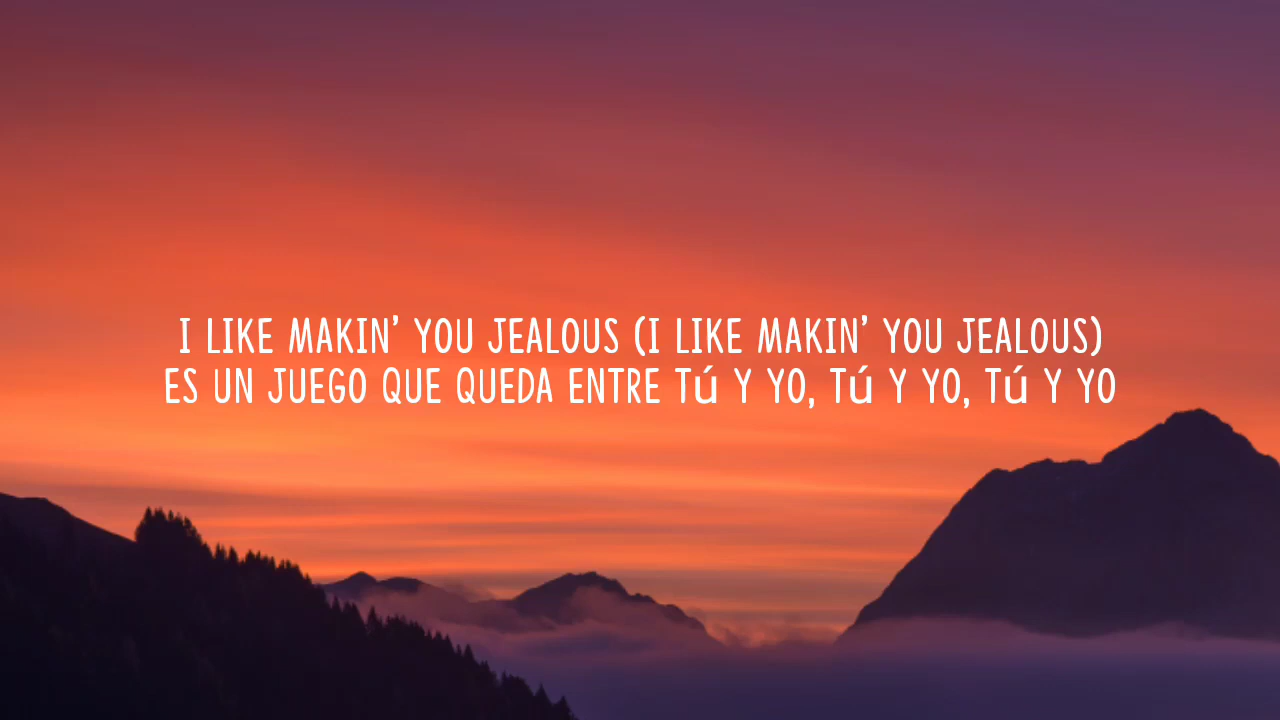 I LIKE MAKIN' YOU JEALOUS (I LIKE MAKIN' YOU JEALOUS)
ES UN JUEGO QUE QUEDA ENTRE Tú Y YO, Tú Y YO, Tú Y YO